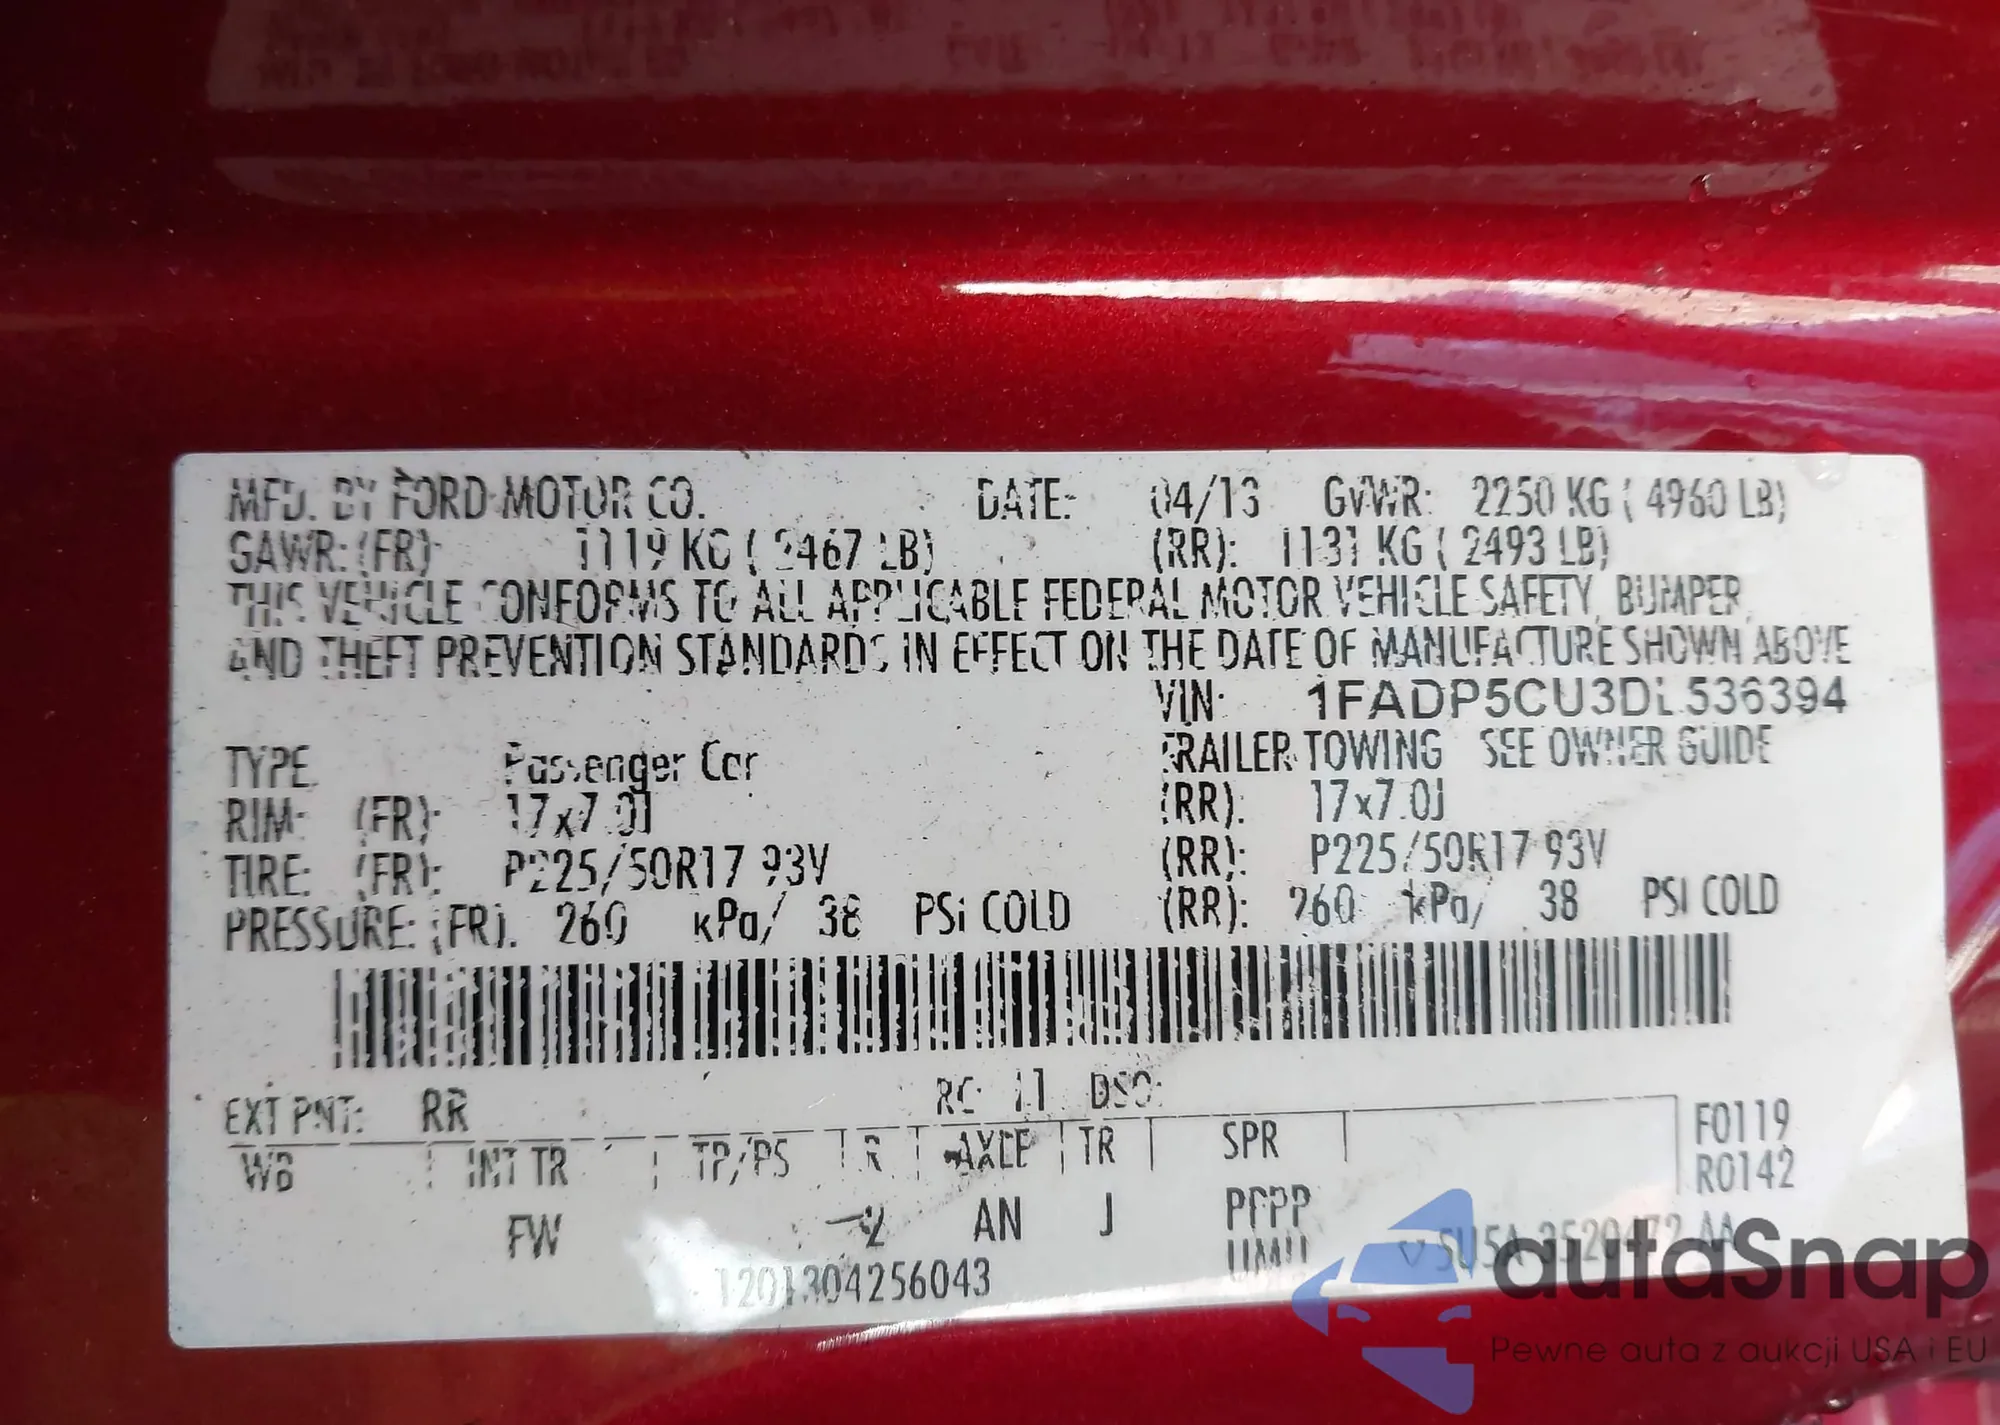 MFD. BY FORD MOTOR CO. DATE: 04/13 GVWR: 2250 KG ( 4960 LB)
GAWR: (FR): 1119 KG ( 2467 LB) (RR): 1131 KG ( 2493 LB)
THIS VEHICLE CONFORMS TO ALL APPLICABLE FEDERAL MOTOR VEHICLE SAFETY, BUMPER,
AND THEFT PREVENTION STANDARDS IN EFFECT ON THE DATE OF MANUFACTURE SHOWN ABOVE
VIN: 1FADP5CU3DL536394
TYPE: Passenger Car TRAILER TOWING SEE OWNER GUIDE
RIM: (FR): 17x7.0J (RR): 17x7.0J
TIRE: (FR): P225/50R17 93V (RR): P225/50R17 93V
PRESSURE: (FR): 260 kPa/ 38 PSI COLD (RR): 260 kPa/ 38 PSI COLD
EXT PNT: RR RC: 11 DSO:
WB INT TR TP/PS R AXLE TR SPR F0119
R0142
FW 2 AN J
1201304256043
autaSnap
Pewne auta z aukcji USA i EU